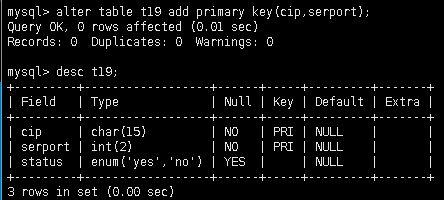 mysql> alter table t19 add primary key(cip,serport);
Query OK, 0 rows affected (0.01 sec)
Records: 0  Duplicates: 0  Warnings: 0

mysql> desc t19;
+---------+------------------+------+-----+---------+-------+
| Field   | Type             | Null | Key | Default | Extra |
+---------+------------------+------+-----+---------+-------+
| cip     | char(15)         | NO   | PRI | NULL    |       |
| serport | int(2)           | NO   | PRI | NULL    |       |
| status  | enum('yes','no') | YES  |     | NULL    |       |
+---------+------------------+------+-----+---------+-------+
3 rows in set (0.00 sec)